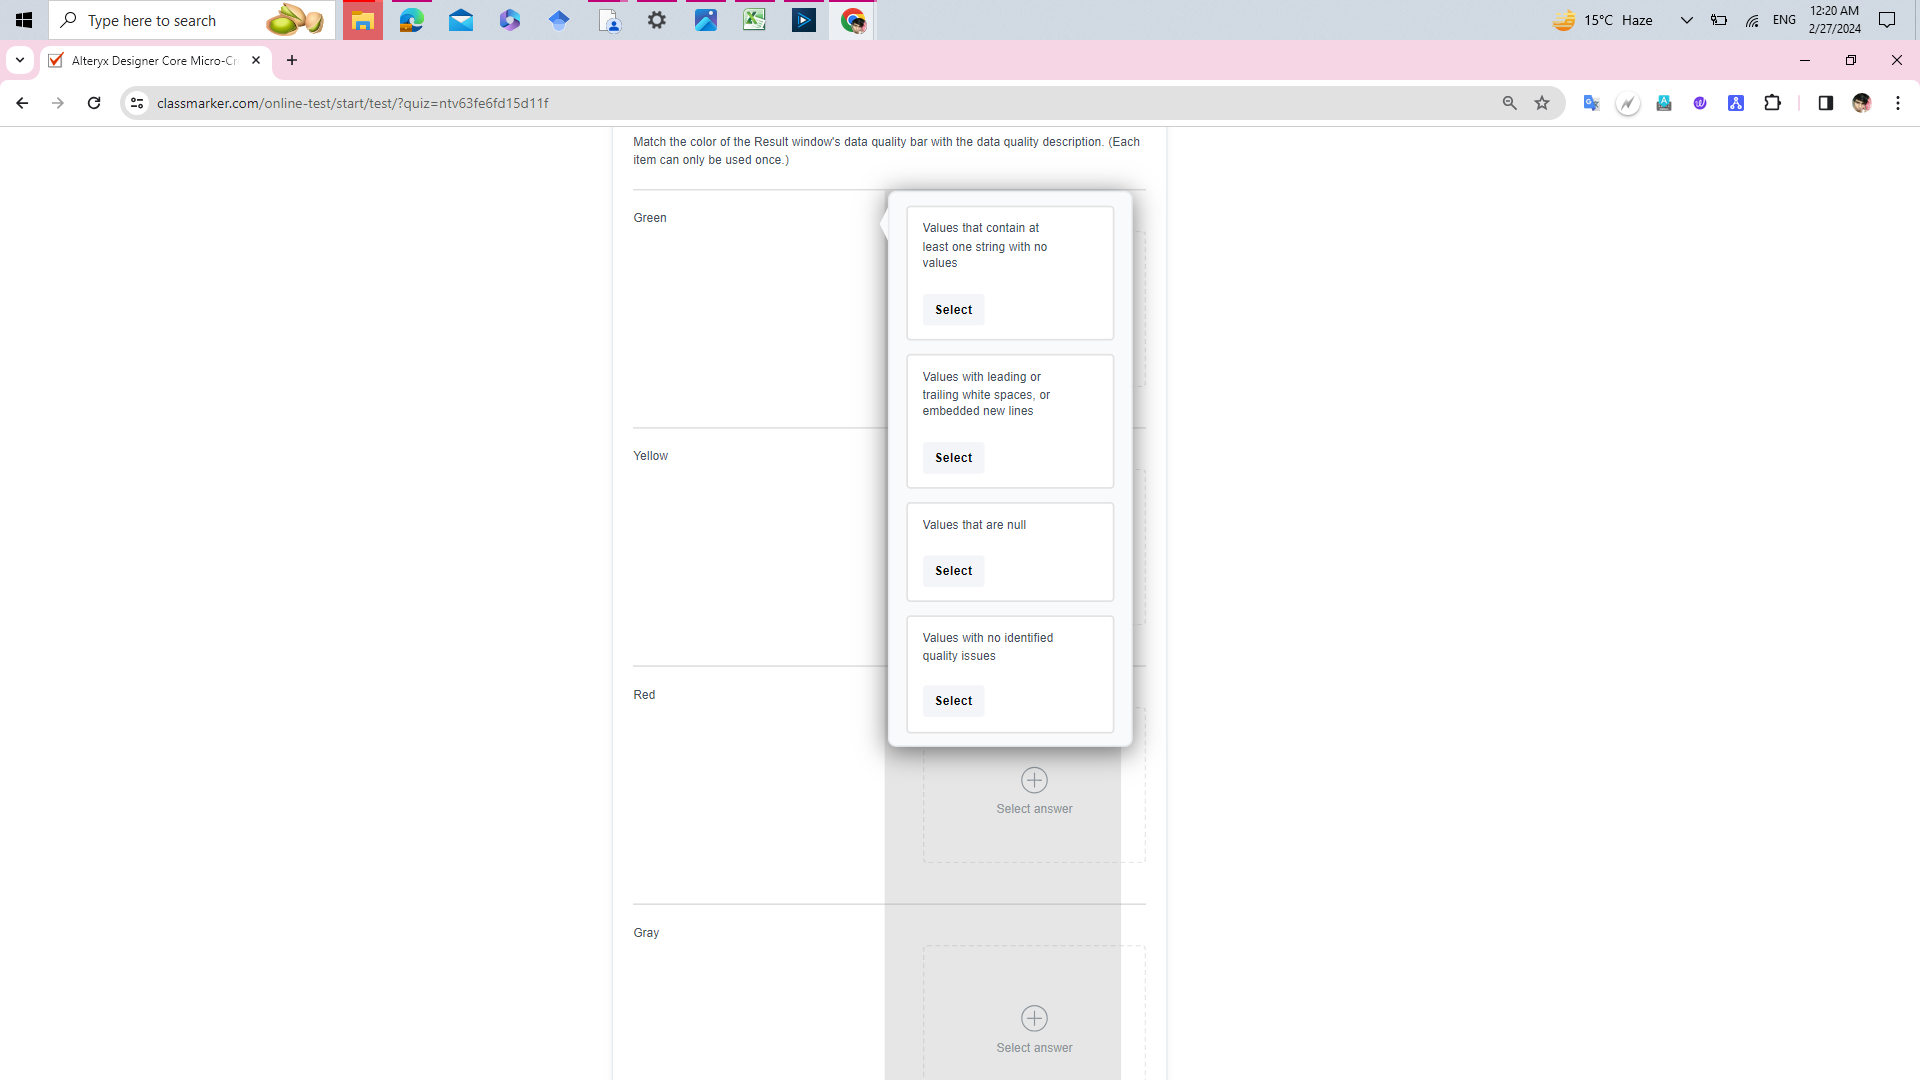 Type here to search
15°C Haze
ENG
12:20 AM
2/27/2024
Alteryx Designer Core Micro-Cr
classmarker.com/online-test/start/test/?quiz=ntv63fe6fd15d11f
Match the color of the Result window's data quality bar with the data quality description. (Each
item can only be used once.)
Green
Values that contain at
least one string with no
values
Select
Values with leading or
trailing white spaces, or
embedded new lines
Select
Yellow
Values that are null
Select
Values with no identified
quality issues
Select
Red
Select answer
Gray
Select answer